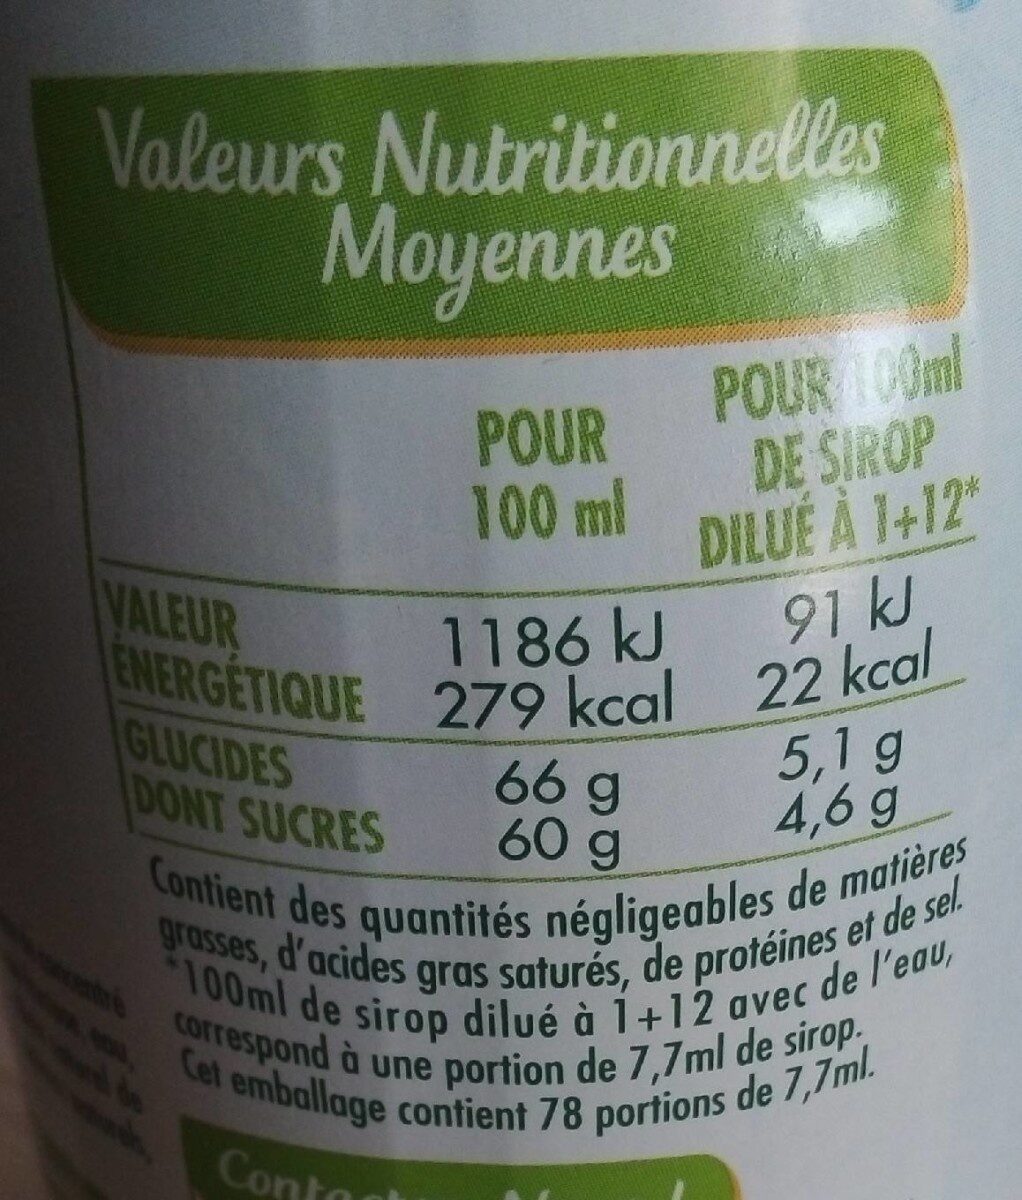 Valeurs Nutritionnelles
Moyennes
POUR
100 ml
POUR 100ml
DE SIROP
DILUÉ À 1+12*
VALEUR
ÉNERGÉTIQUE
1186 kJ
279 kcal
91 kJ
22 kcal
GLUCIDES
DONT SUCRES
66 g
60 g
5,1 g
4,6 g
Contient des quantités négligeables de matières
grasses, d'acides gras saturés, de protéines et de sel.
*100ml de sirop dilué à 1+12 avec de l'eau,
correspond à une portion de 7,7ml de sirop.
Cet emballage contient 78 portions de 7,7ml.